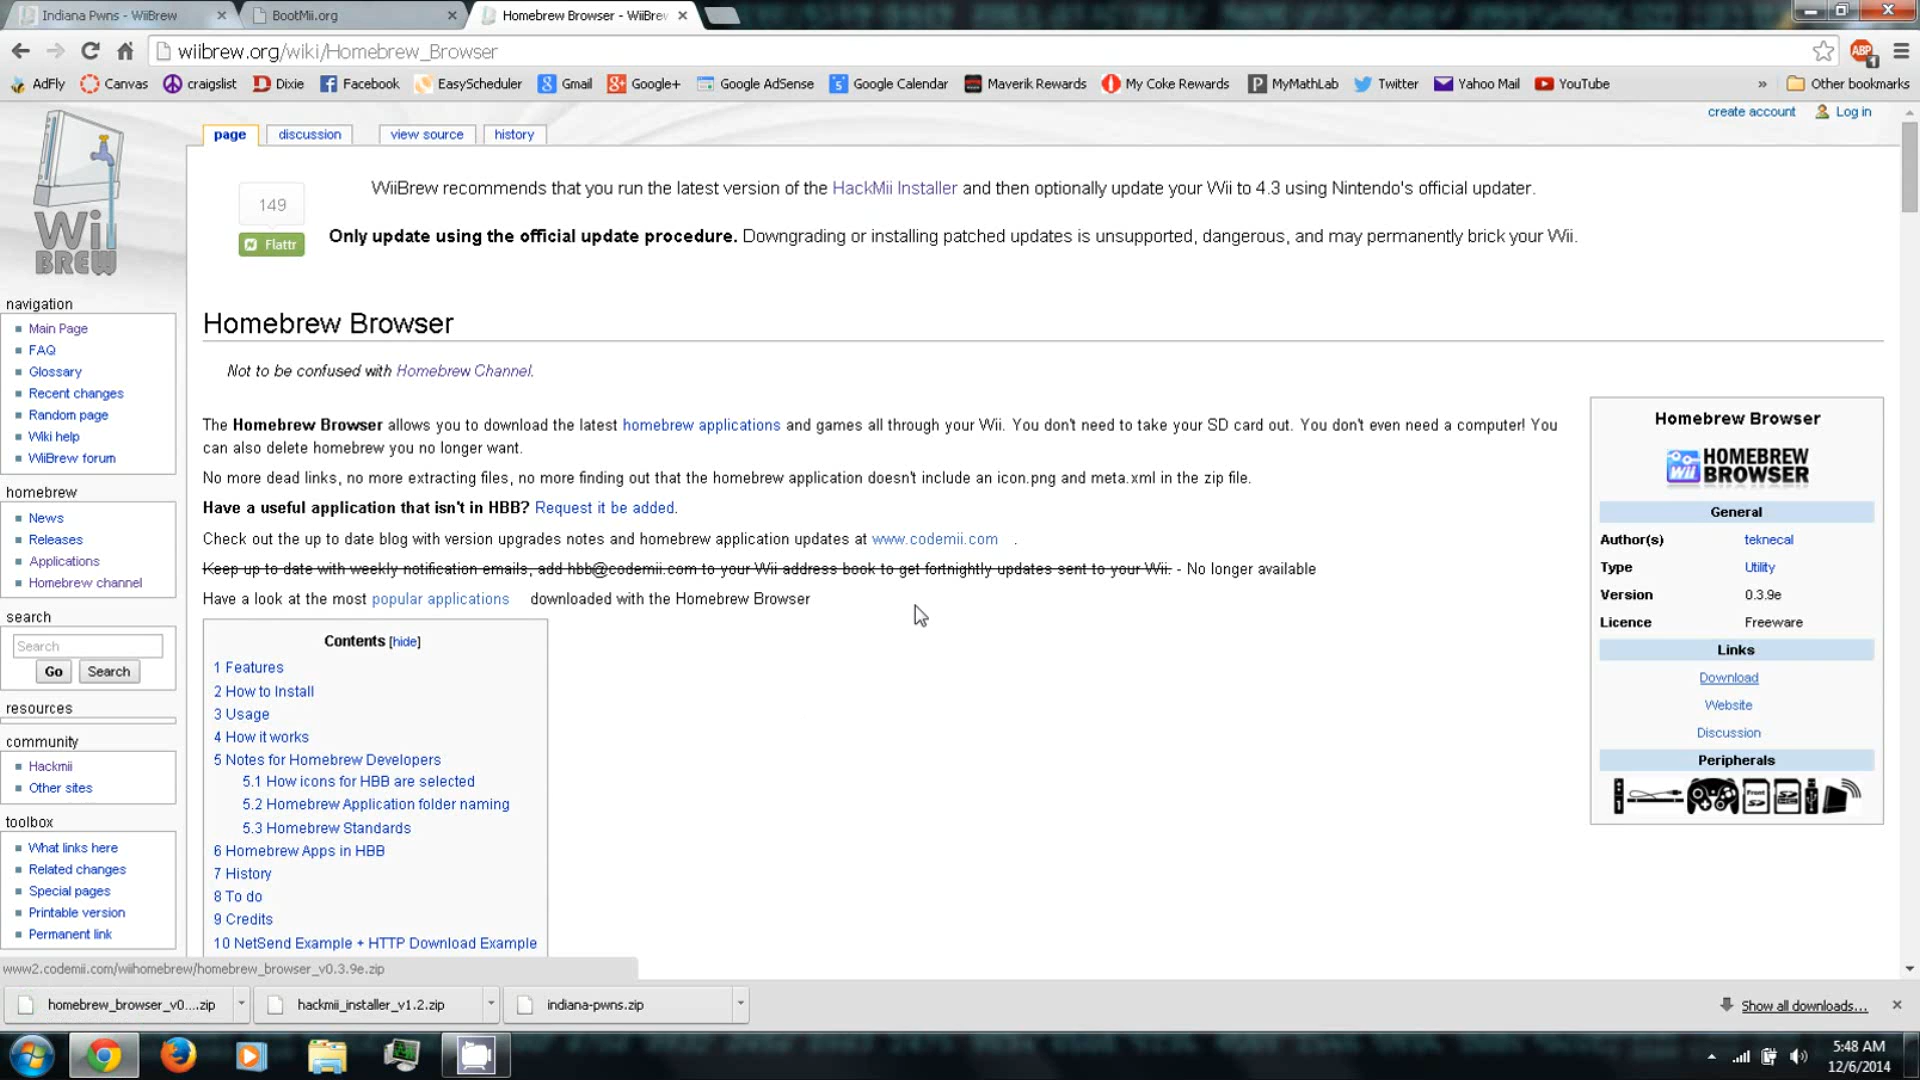 Indiana Pwns - WiiBrew
BootMii.org
Homebrew Browser - WiiBrew
wiibrew.org/wiki/Homebrew_Browser
ABP
1
AdFly
Canvas
craigslist
Dixie
Facebook
EasyScheduler
Gmail
Google+
Google AdSense
Google Calendar
Maverik Rewards
My Coke Rewards
MyMathLab
Twitter
Yahoo Mail
YouTube
»
Other bookmarks
create account
Log in
Wii
BREW
page
discussion
view source
history
149
Flattr
WiiBrew recommends that you run the latest version of the HackMii Installer and then optionally update your Wii to 4.3 using Nintendo's official updater.
Only update using the official update procedure. Downgrading or installing patched updates is unsupported, dangerous, and may permanently brick your Wii.
navigation
Main Page
FAQ
Glossary
Recent changes
Random page
Wiki help
WiiBrew forum
homebrew
News
Releases
Applications
Homebrew channel
search
Search
Go
Search
resources
community
Hackmii
Other sites
toolbox
What links here
Related changes
Special pages
Printable version
Permanent link
Homebrew Browser
Not to be confused with Homebrew Channel.
The Homebrew Browser allows you to download the latest homebrew applications and games all through your Wii. You don't need to take your SD card out. You don't even need a computer! You
can also delete homebrew you no longer want.
No more dead links, no more extracting files, no more finding out that the homebrew application doesn't include an icon.png and meta.xml in the zip file.
Have a useful application that isn't in HBB? Request it be added.
Check out the up to date blog with version upgrades notes and homebrew application updates at www.codemii.com .
Keep up to date with weekly notification emails, add hbb@codemii.com to your Wii address book to get fortnightly updates sent to your Wii. - No longer available
Have a look at the most popular applications downloaded with the Homebrew Browser
Contents [hide]
1 Features
2 How to Install
3 Usage
4 How it works
5 Notes for Homebrew Developers
5.1 How icons for HBB are selected
5.2 Homebrew Application folder naming
5.3 Homebrew Standards
6 Homebrew Apps in HBB
7 History
8 To do
9 Credits
10 NetSend Example + HTTP Download Example
Homebrew Browser
Wii HOMEBREW
BROWSER
General
Author(s) teknecal
Type Utility
Version 0.3.9e
Licence Freeware
Links
Download
Website
Discussion
Peripherals
1
Front
SD
www2.codemii.com/wiihomebrew/homebrew_browser_v0.3.9e.zip
homebrew_browser_v0....zip
hackmii_installer_v1.2.zip
indiana-pwns.zip
Show all downloads...
5:48 AM
12/6/2014